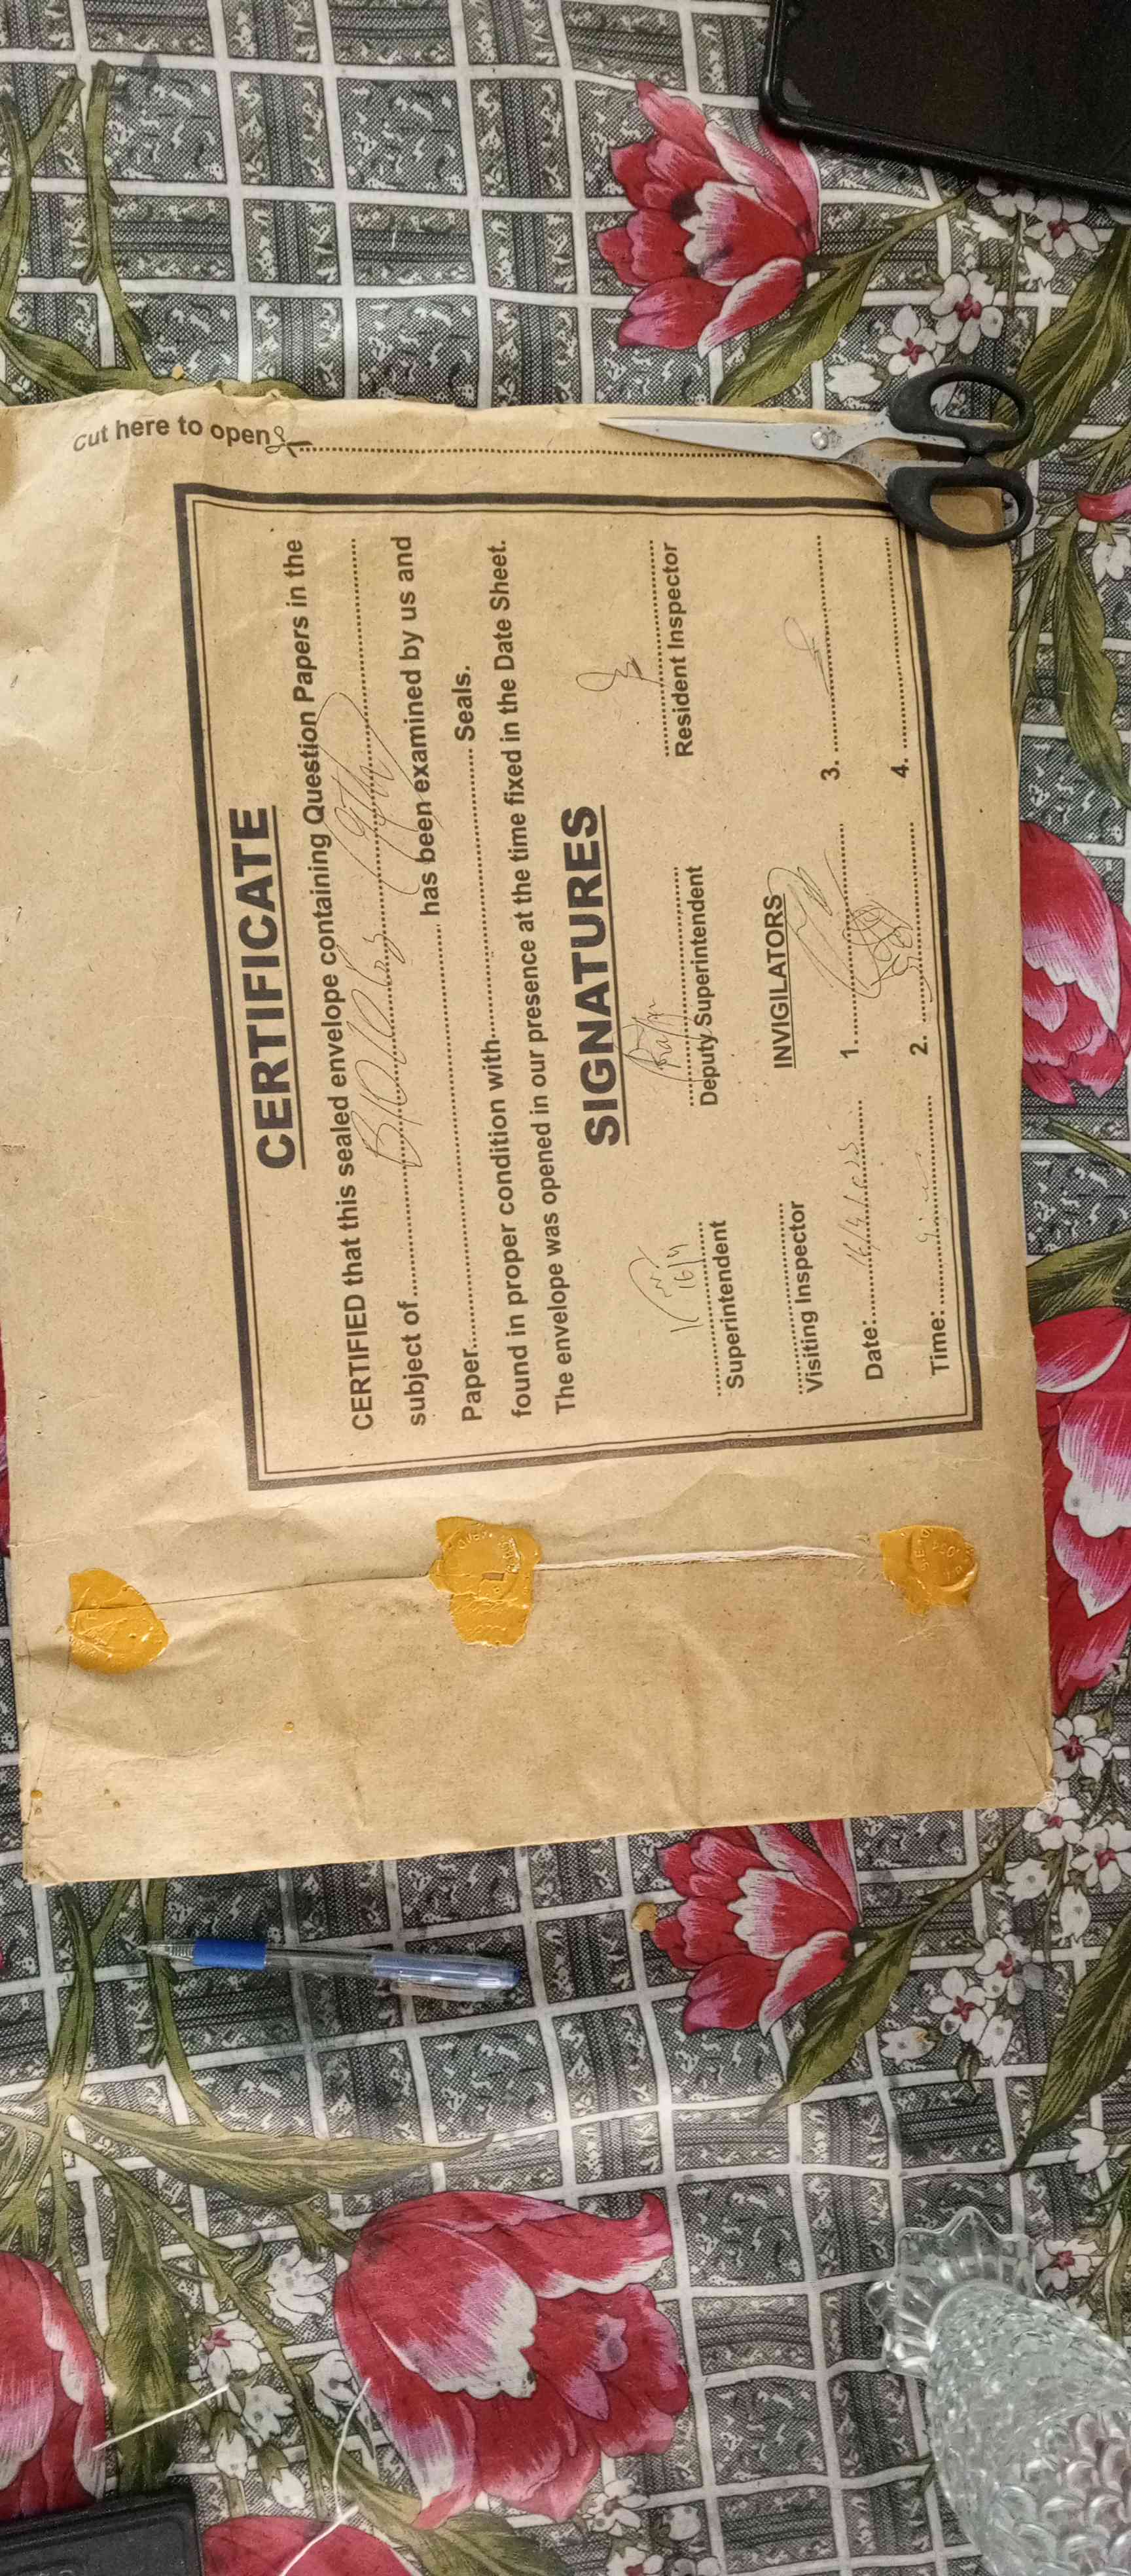 Cut here to open
CERTIFICATE
CERTIFIED that this sealed envelope containing Question Papers in the
subject of.......... Biology (9th) ..........
Paper.......... has been examined by us and
found in proper condition with.......... Seals.
The envelope was opened in our presence at the time fixed in the Date Sheet.
SIGNATURES
16/4
Superintendent
Deputy Superintendent
Resident Inspector
Visiting Inspector
INVIGILATORS
Date:..........
1. ..........
3. ..........
Time: ..........
2. ..........
4. ..........